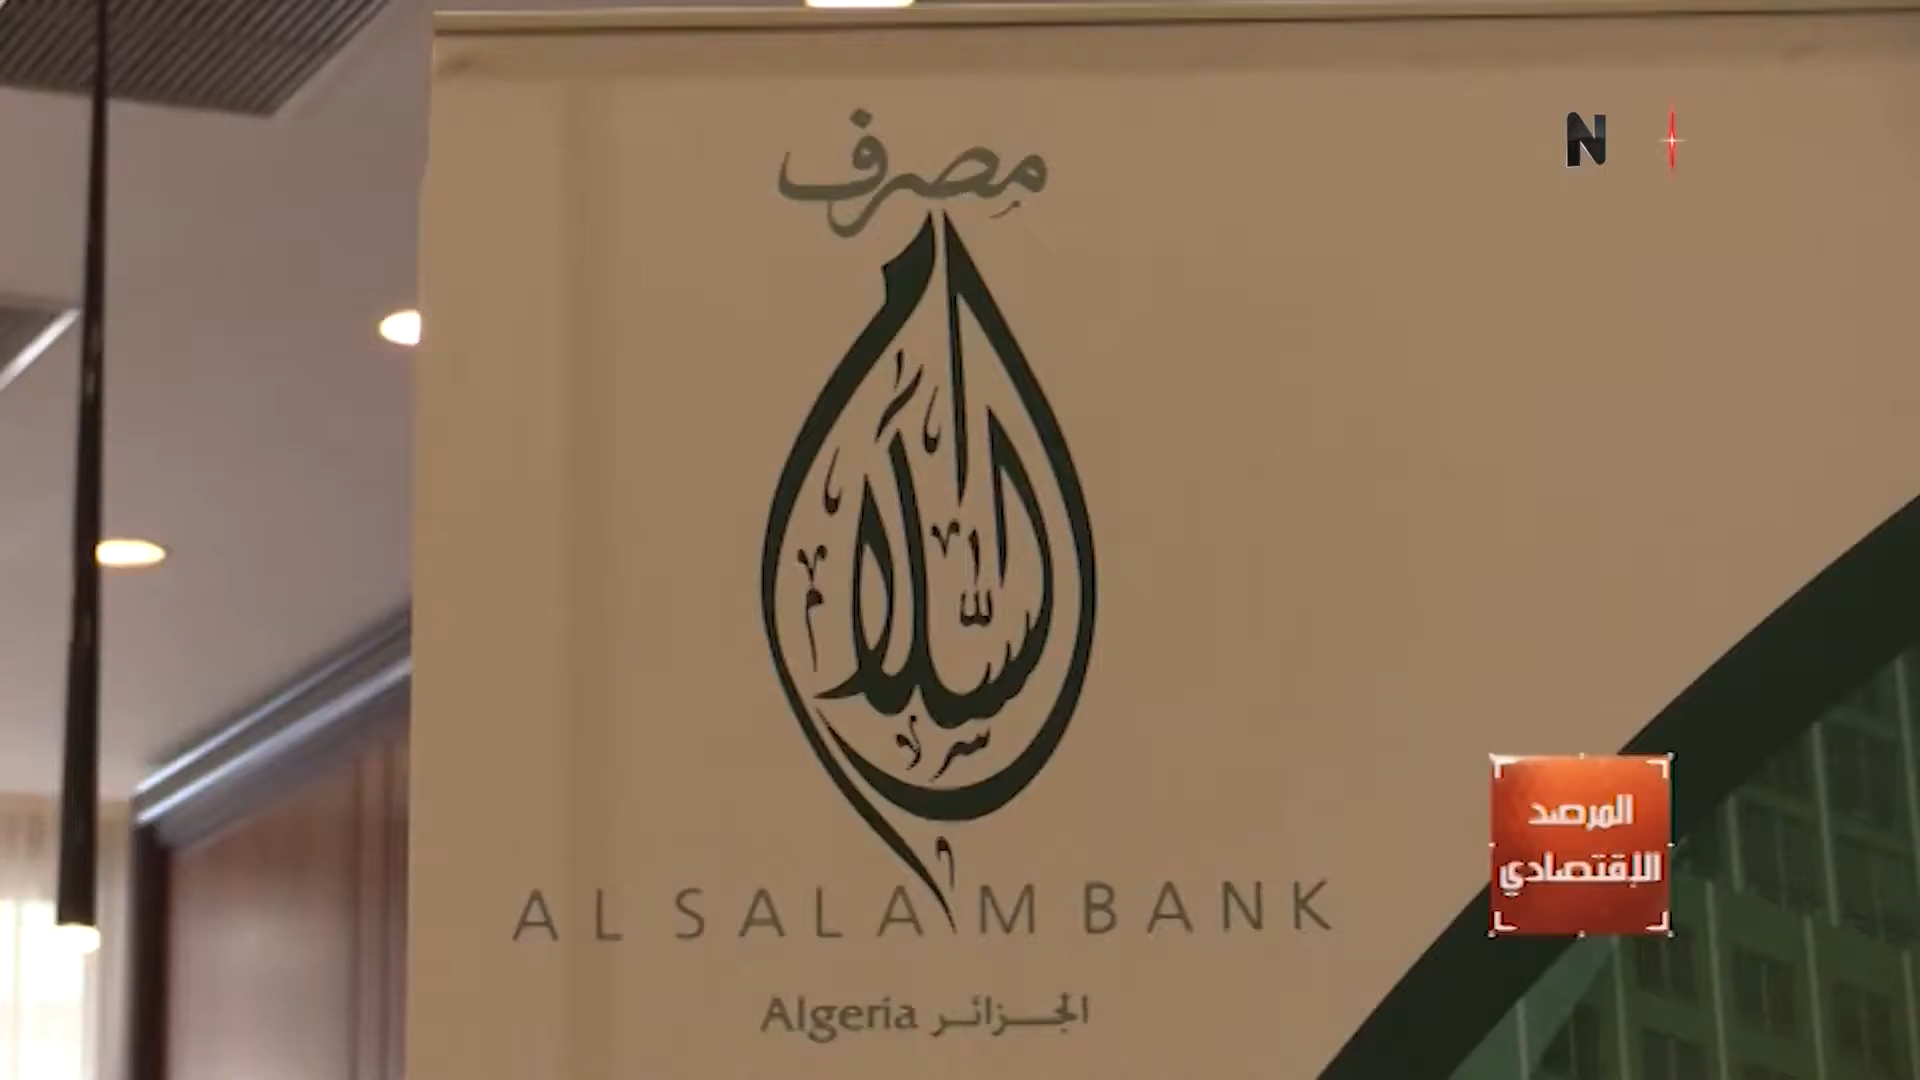 مصرف
السلام
AL SALAM BANK
Algeria الجزائر
N
المرصد
الإقتصادي